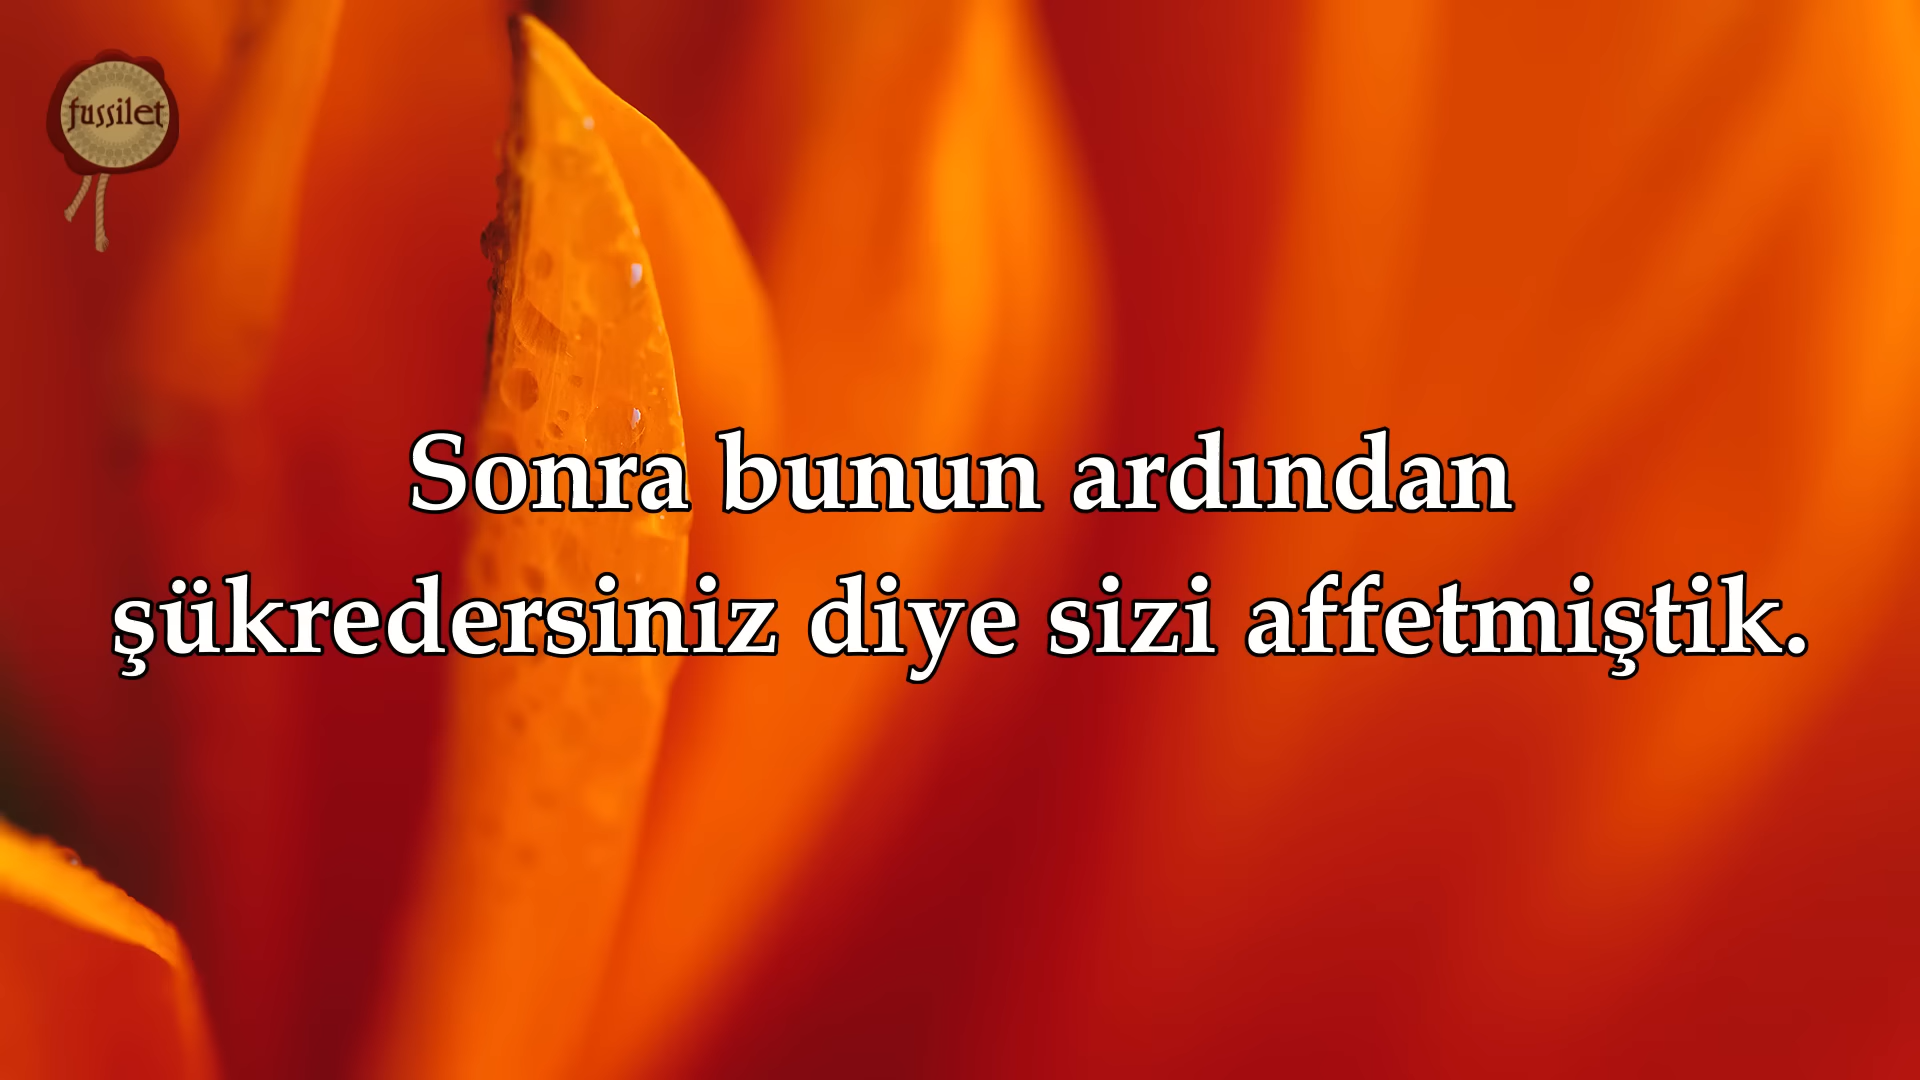 fussilet
Sonra bunun ardından
şükredersiniz diye sizi affetmiştik.